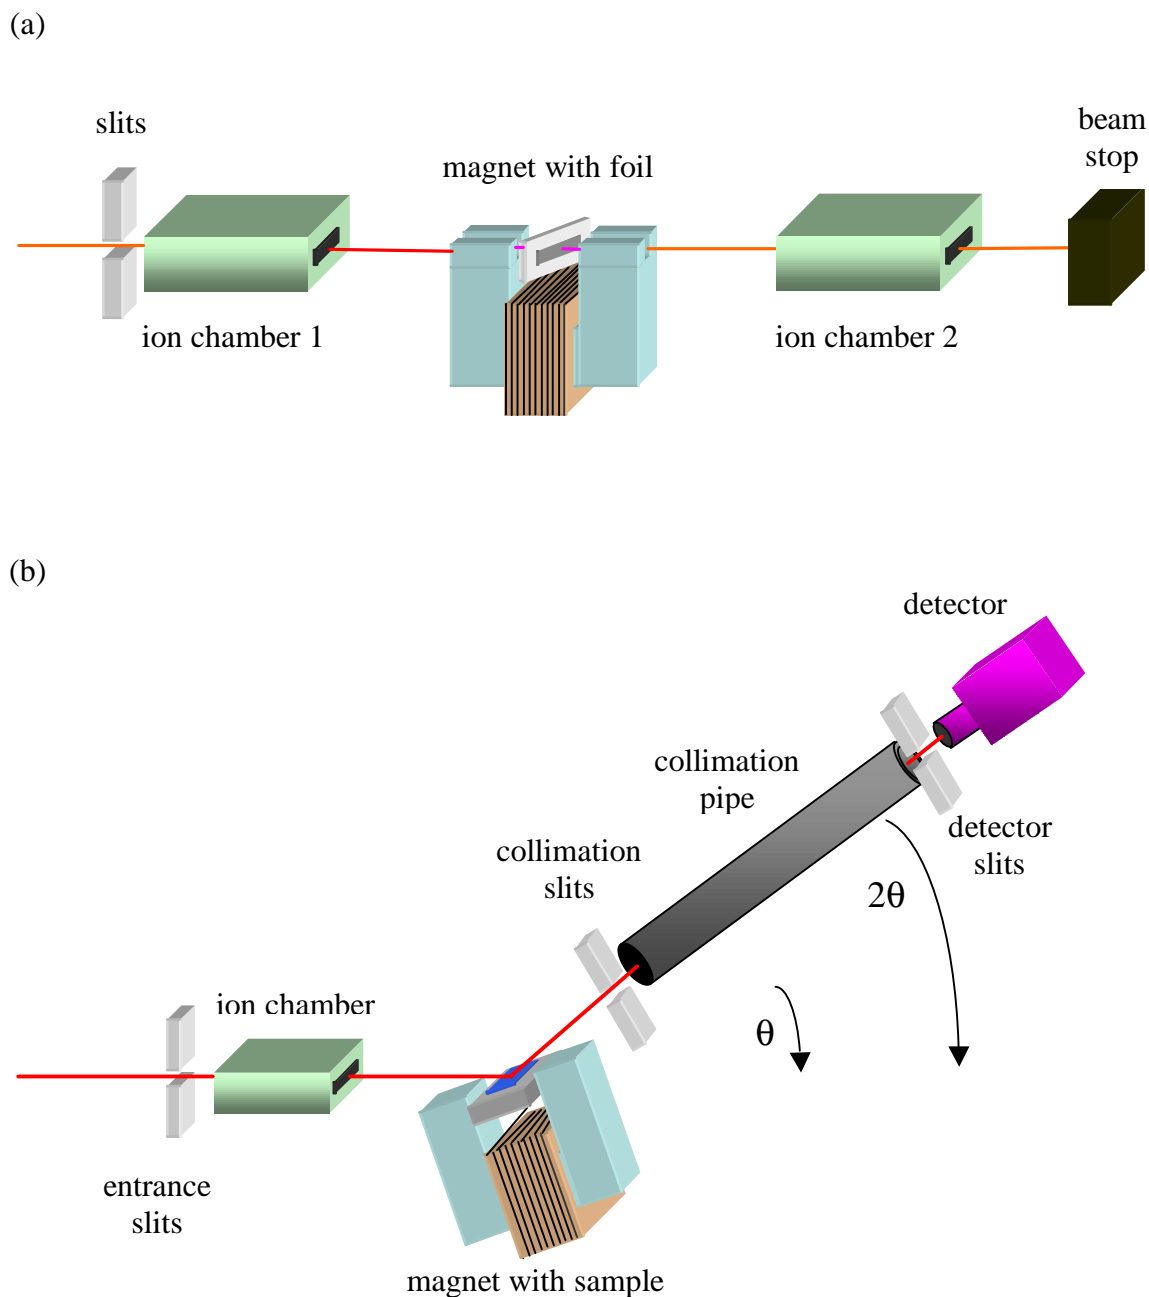 (a)
slits
magnet with foil
beam
stop
ion chamber 1
ion chamber 2
(b)
detector
collimation
pipe
detector
slits
collimation
slits
2θ
θ
ion chamber
entrance
slits
magnet with sample